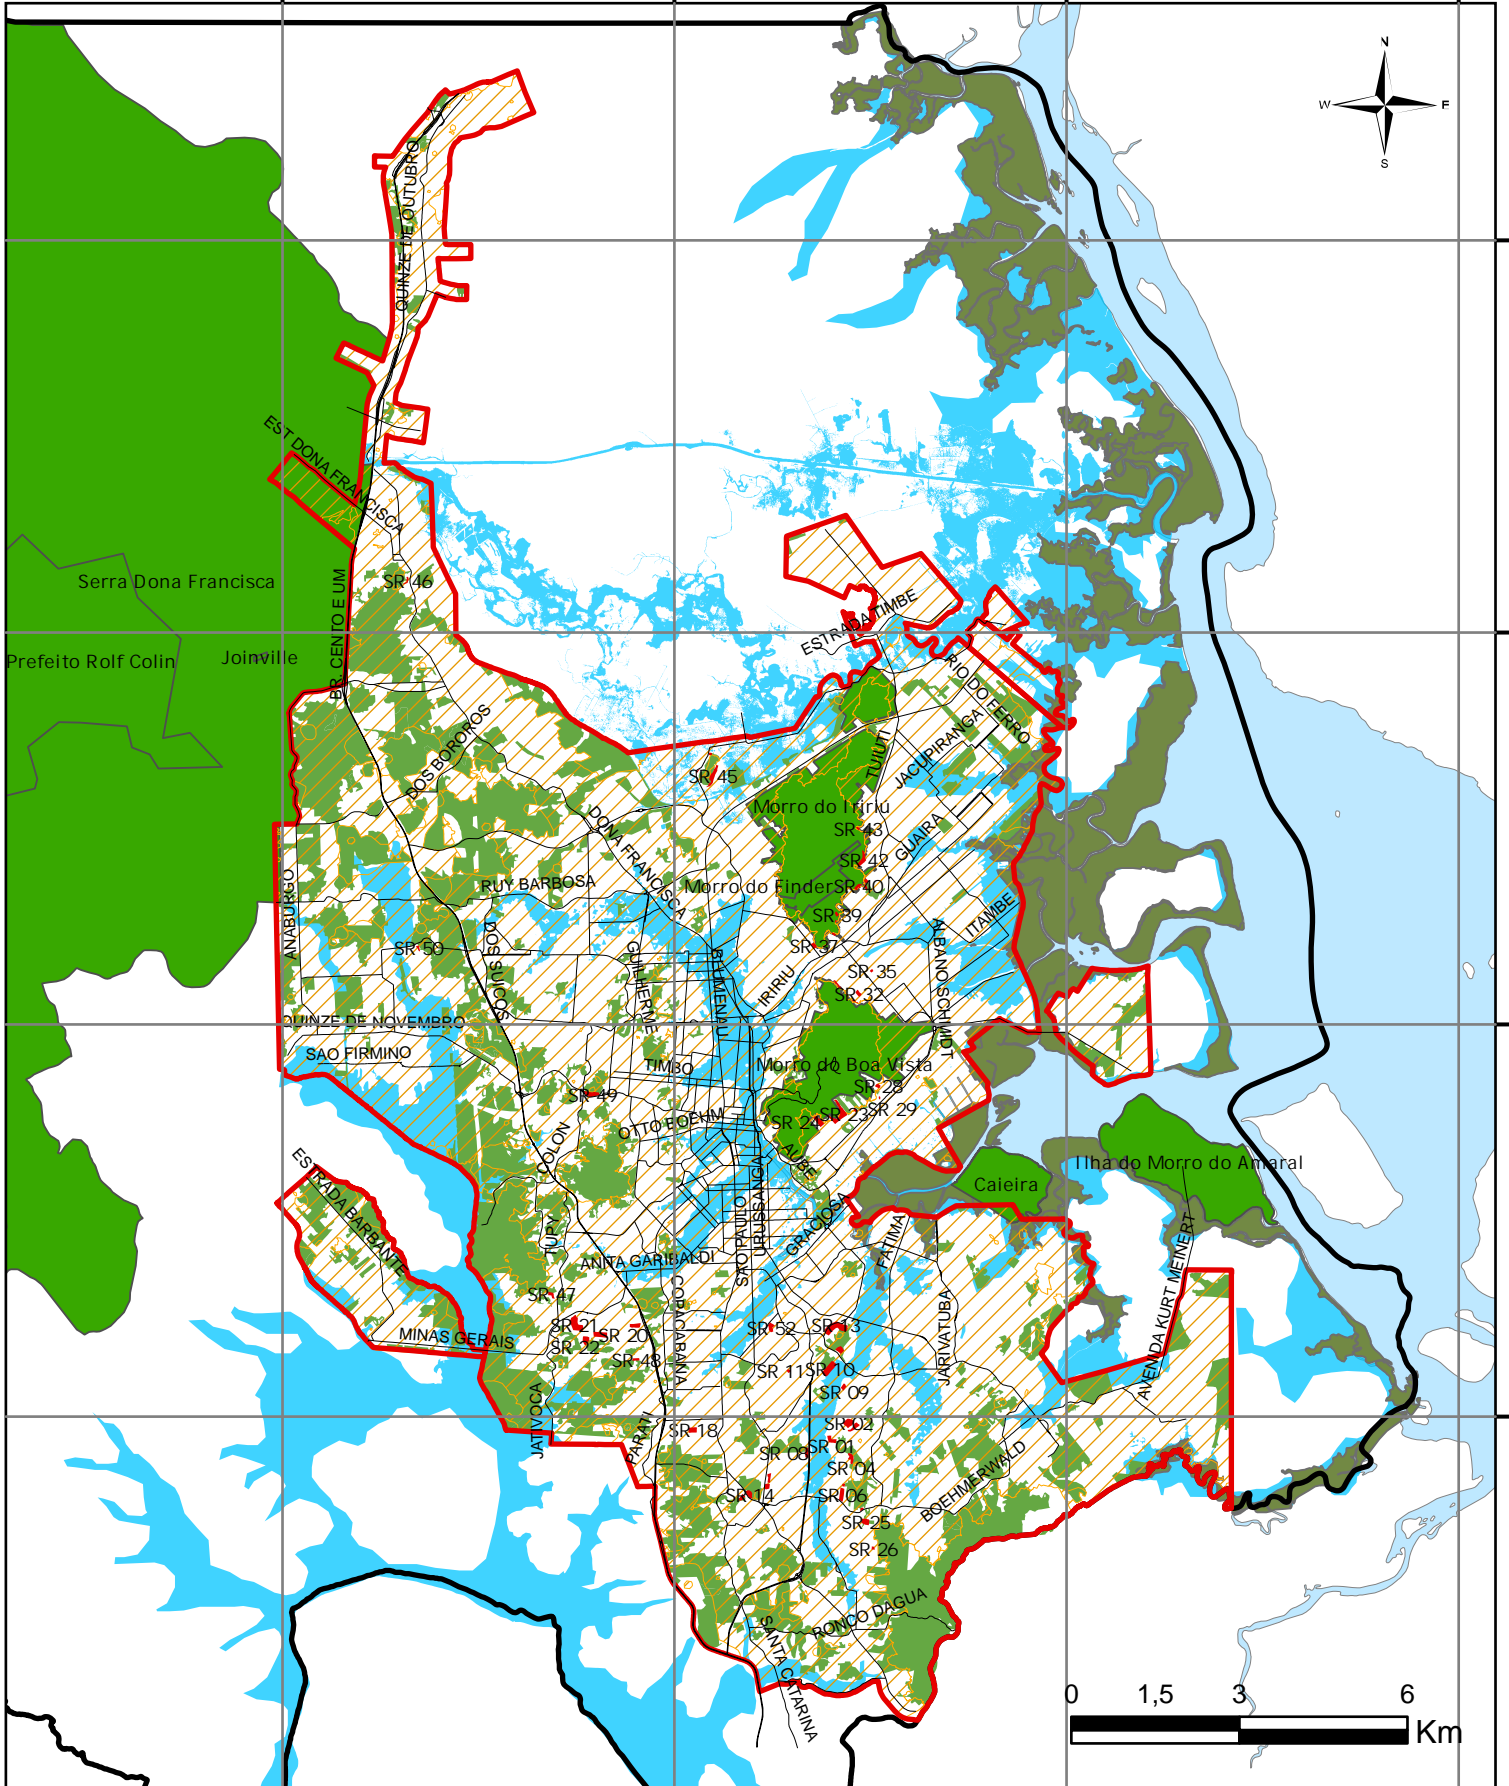 N
W
E
S
QUINZE DE OUTUBRO
EST DONA FRANCISCA
SR 46
Serra Dona Francisca
BR. CENTO E UM
ESTRADA TIMBE
Prefeito Rolf Colin
Joinville
RIO DO FERRO
DOS BOROROS
TUIUTI
JACUPIRANGA
SR 45
Morro do Iririu
DONA FRANCISCA
SR 43
GUAIRA
SR 42
RUY BARBOSA
Morro do Finder
SR 40
ANABURGO
SR 39
ITAMBE
SR 50
DOS SUICOS
GUILHERME
BLUMENAU
SR 37
ALBANO SCHMIDT
IRIRIU
SR 35
SR 32
QUINZE DE NOVEMBRO
SAO FIRMINO
TIMBO
Morro do Boa Vista
SR 28
SR 49
SR 23
SR 29
OTTO BOEHM
SR 24
COLON
AUBE
ESTRADA BARBANTE
Ilha do Morro do Amaral
Caieira
TUPY
SAO PAULO
URUSSANGA
GRACIOSA
FATIMA
ANITA GARIBALDI
AVENIDA KURT MEINERT
SR 47
COPACABANA
JARIVATUBA
SR 21
SR 20
SR 52
SR 13
MINAS GERAIS
SR 22
SR 48
SR 11
SR 10
SR 09
JATIVOCA
PARATI
SR 18
SR 02
SR 08
SR 01
SR 04
BOEHMERWALD
SR 14
SR 06
SR 25
SR 26
RONCO DAGUA
SANTA CATARINA
0 1,5 3 6
Km